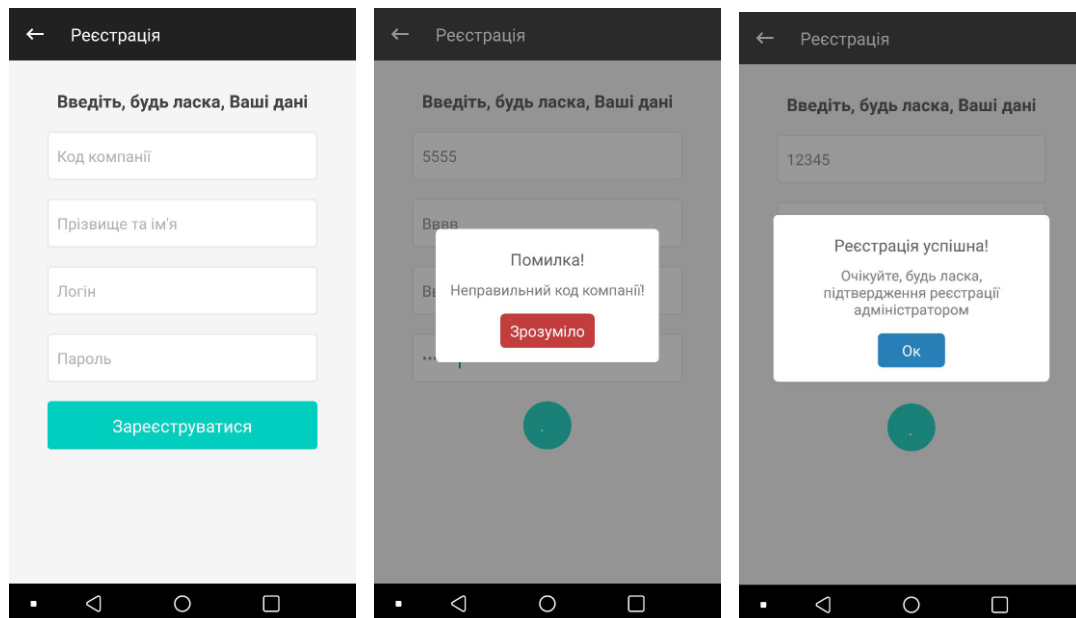 Реєстрація
Введіть, будь ласка, Ваші дані
Код компанії
Прізвище та ім'я
Логін
Пароль
Зареєструватися
Реєстрація
Введіть, будь ласка, Ваші дані
5555
Вввв
Помилка!
Неправильний код компанії!
Зрозуміло
Реєстрація
Введіть, будь ласка, Ваші дані
12345
Реєстрація успішна!
Очікуйте, будь ласка,
підтвердження реєстрації
адміністратором
Ок